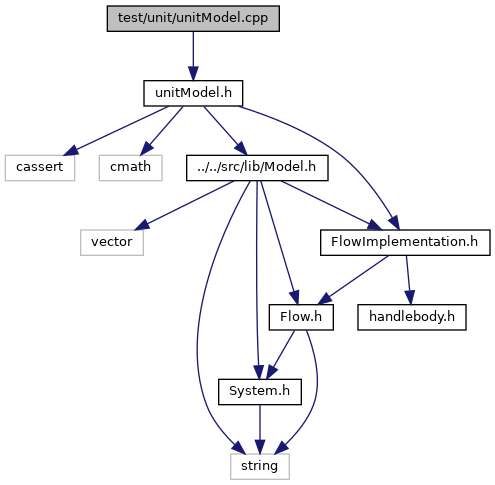 test/unit/unitModel.cpp
unitModel.h
cassert
cmath
../../src/lib/Model.h
vector
FlowImplementation.h
Flow.h
handlebody.h
System.h
string